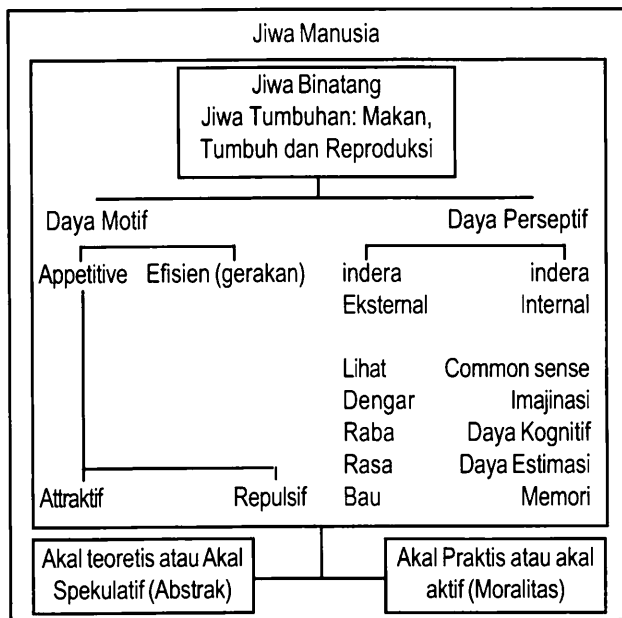 Jiwa Manusia
Jiwa Binatang
Jiwa Tumbuhan: Makan,
Tumbuh dan Reproduksi
Daya Motif Daya Perseptif
Appetitive Efisien (gerakan) indera indera
Eksternal Internal
Lihat Common sense
Dengar Imajinasi
Raba Daya Kognitif
Rasa Daya Estimasi
Attraktif Repulsif Bau Memori
Akal teoretis atau Akal
Spekulatif (Abstrak)
Akal Praktis atau akal
aktif (Moralitas)